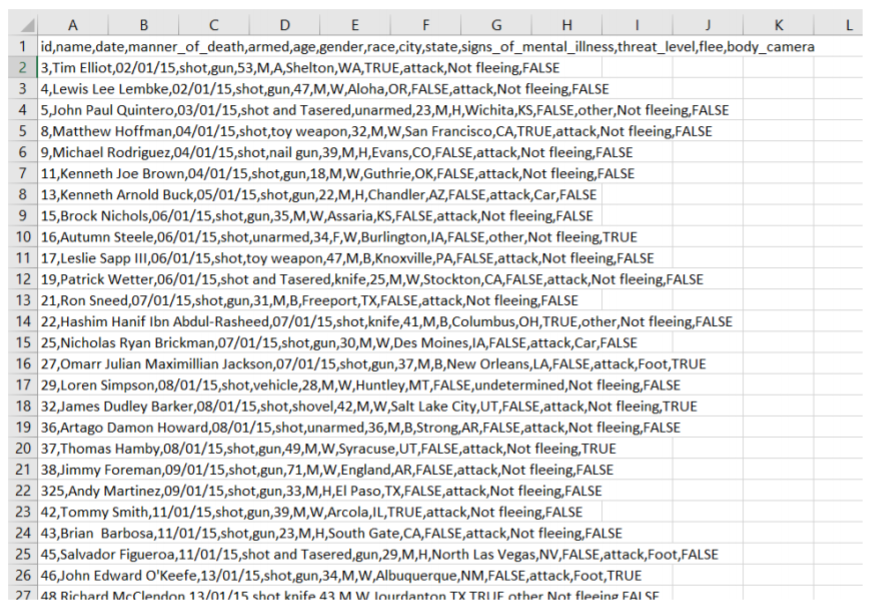 A B C D E F G H I J K L
1 id,name,date,manner_of_death,armed,age,gender,race,city,state,signs_of_mental_illness,threat_level,flee,body_camera
2 3,Tim Elliot,02/01/15,shot,gun,53,M,A,Shelton,WA,TRUE,attack,Not fleeing,FALSE
3 4,Lewis Lee Lembke,02/01/15,shot,gun,47,M,W,Aloha,OR,FALSE,attack,Not fleeing,FALSE
4 5,John Paul Quintero,03/01/15,shot and Tasered,unarmed,23,M,H,Wichita,KS,FALSE,other,Not fleeing,FALSE
5 8,Matthew Hoffman,04/01/15,shot,toy weapon,32,M,W,San Francisco,CA,TRUE,attack,Not fleeing,FALSE
6 9,Michael Rodriguez,04/01/15,shot,nail gun,39,M,H,Evans,CO,FALSE,attack,Not fleeing,FALSE
7 11,Kenneth Joe Brown,04/01/15,shot,gun,18,M,W,Guthrie,OK,FALSE,attack,Not fleeing,FALSE
8 13,Kenneth Arnold Buck,05/01/15,shot,gun,22,M,H,Chandler,AZ,FALSE,attack,Car,FALSE
9 15,Brock Nichols,06/01/15,shot,gun,35,M,W,Assaria,KS,FALSE,attack,Not fleeing,FALSE
10 16,Autumn Steele,06/01/15,shot,unarmed,34,F,W,Burlington,IA,FALSE,other,Not fleeing,TRUE
11 17,Leslie Sapp III,06/01/15,shot,toy weapon,47,M,B,Knoxville,PA,FALSE,attack,Not fleeing,FALSE
12 19,Patrick Wetter,06/01/15,shot and Tasered,knife,25,M,W,Stockton,CA,FALSE,attack,Not fleeing,FALSE
13 21,Ron Sneed,07/01/15,shot,gun,31,M,B,Freeport,TX,FALSE,attack,Not fleeing,FALSE
14 22,Hashim Hanif Ibn Abdul-Rasheed,07/01/15,shot,knife,41,M,B,Columbus,OH,TRUE,other,Not fleeing,FALSE
15 25,Nicholas Ryan Brickman,07/01/15,shot,gun,30,M,W,Des Moines,IA,FALSE,attack,Car,FALSE
16 27,Omarr Julian Maximillian Jackson,07/01/15,shot,gun,37,M,B,New Orleans,LA,FALSE,attack,Foot,TRUE
17 29,Loren Simpson,08/01/15,shot,vehicle,28,M,W,Huntley,MT,FALSE,undetermined,Not fleeing,FALSE
18 32,James Dudley Barker,08/01/15,shot,shovel,42,M,W,Salt Lake City,UT,FALSE,attack,Not fleeing,TRUE
19 36,Artago Damon Howard,08/01/15,shot,unarmed,36,M,B,Strong,AR,FALSE,attack,Not fleeing,FALSE
20 37,Thomas Hamby,08/01/15,shot,gun,49,M,W,Syracuse,UT,FALSE,attack,Not fleeing,TRUE
21 38,Jimmy Foreman,09/01/15,shot,gun,71,M,W,England,AR,FALSE,attack,Not fleeing,FALSE
22 325,Andy Martinez,09/01/15,shot,gun,33,M,H,El Paso,TX,FALSE,attack,Not fleeing,FALSE
23 42,Tommy Smith,11/01/15,shot,gun,39,M,W,Arcola,IL,TRUE,attack,Not fleeing,FALSE
24 43,Brian  Barbosa,11/01/15,shot,gun,23,M,H,South Gate,CA,FALSE,attack,Not fleeing,FALSE
25 45,Salvador Figueroa,11/01/15,shot and Tasered,gun,29,M,H,North Las Vegas,NV,FALSE,attack,Foot,FALSE
26 46,John Edward O'Keefe,13/01/15,shot,gun,34,M,W,Albuquerque,NM,FALSE,attack,Foot,TRUE
27 48,Richard McClendon,13/01/15,shot,knife,43,M,W,Jourdanton,TX,TRUE,other,Not fleeing,FALSE